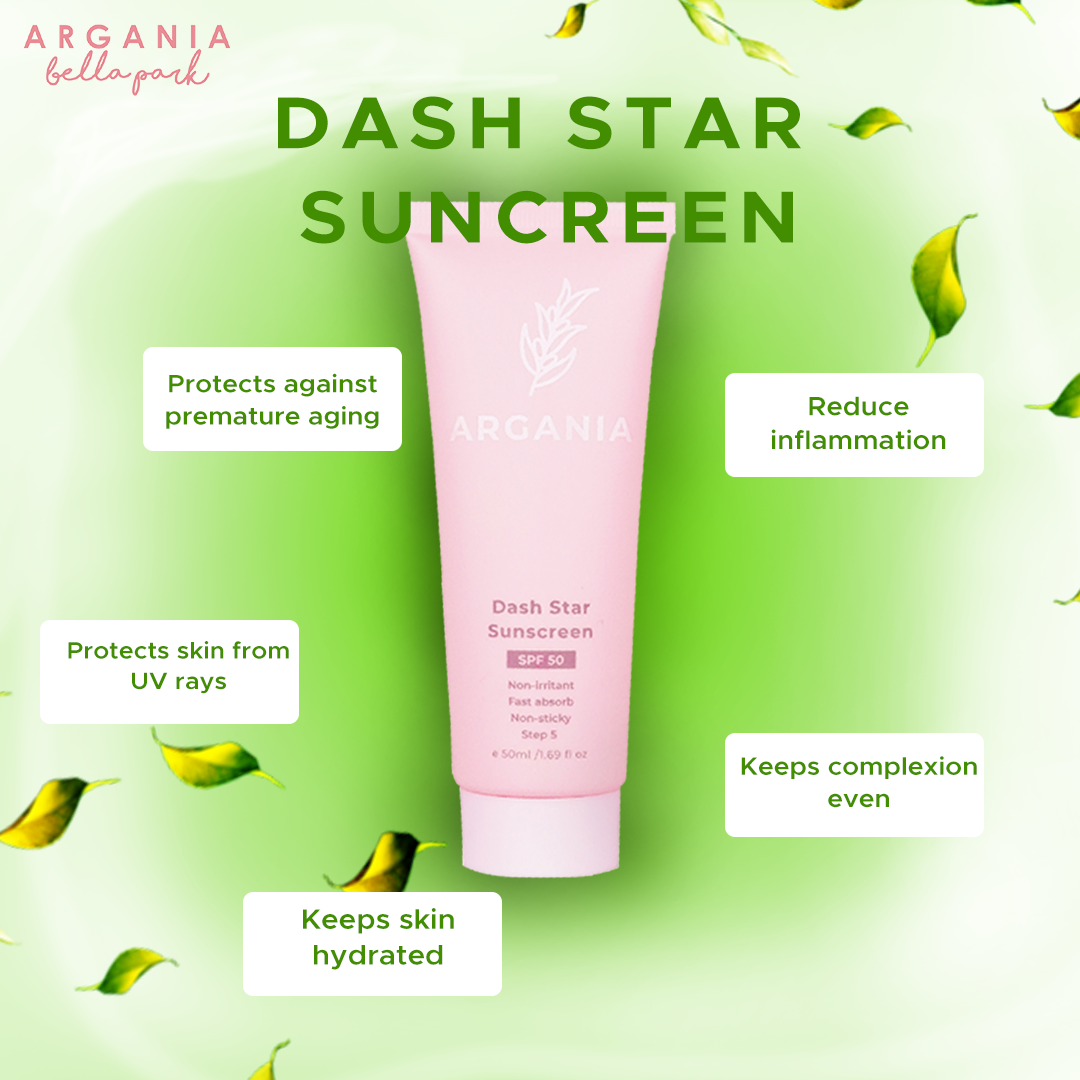 ARGANIA
bella park
DASH STAR
SUNCREEN
Protects against
premature aging
Reduce
inflammation
ARGANIA
Dash Star
Sunscreen
SPF 50
Non-irritant
Fast absorb
Non-sticky
Step 5
e 50ml /1.69 fl oz
Protects skin from
UV rays
Keeps complexion
even
Keeps skin
hydrated